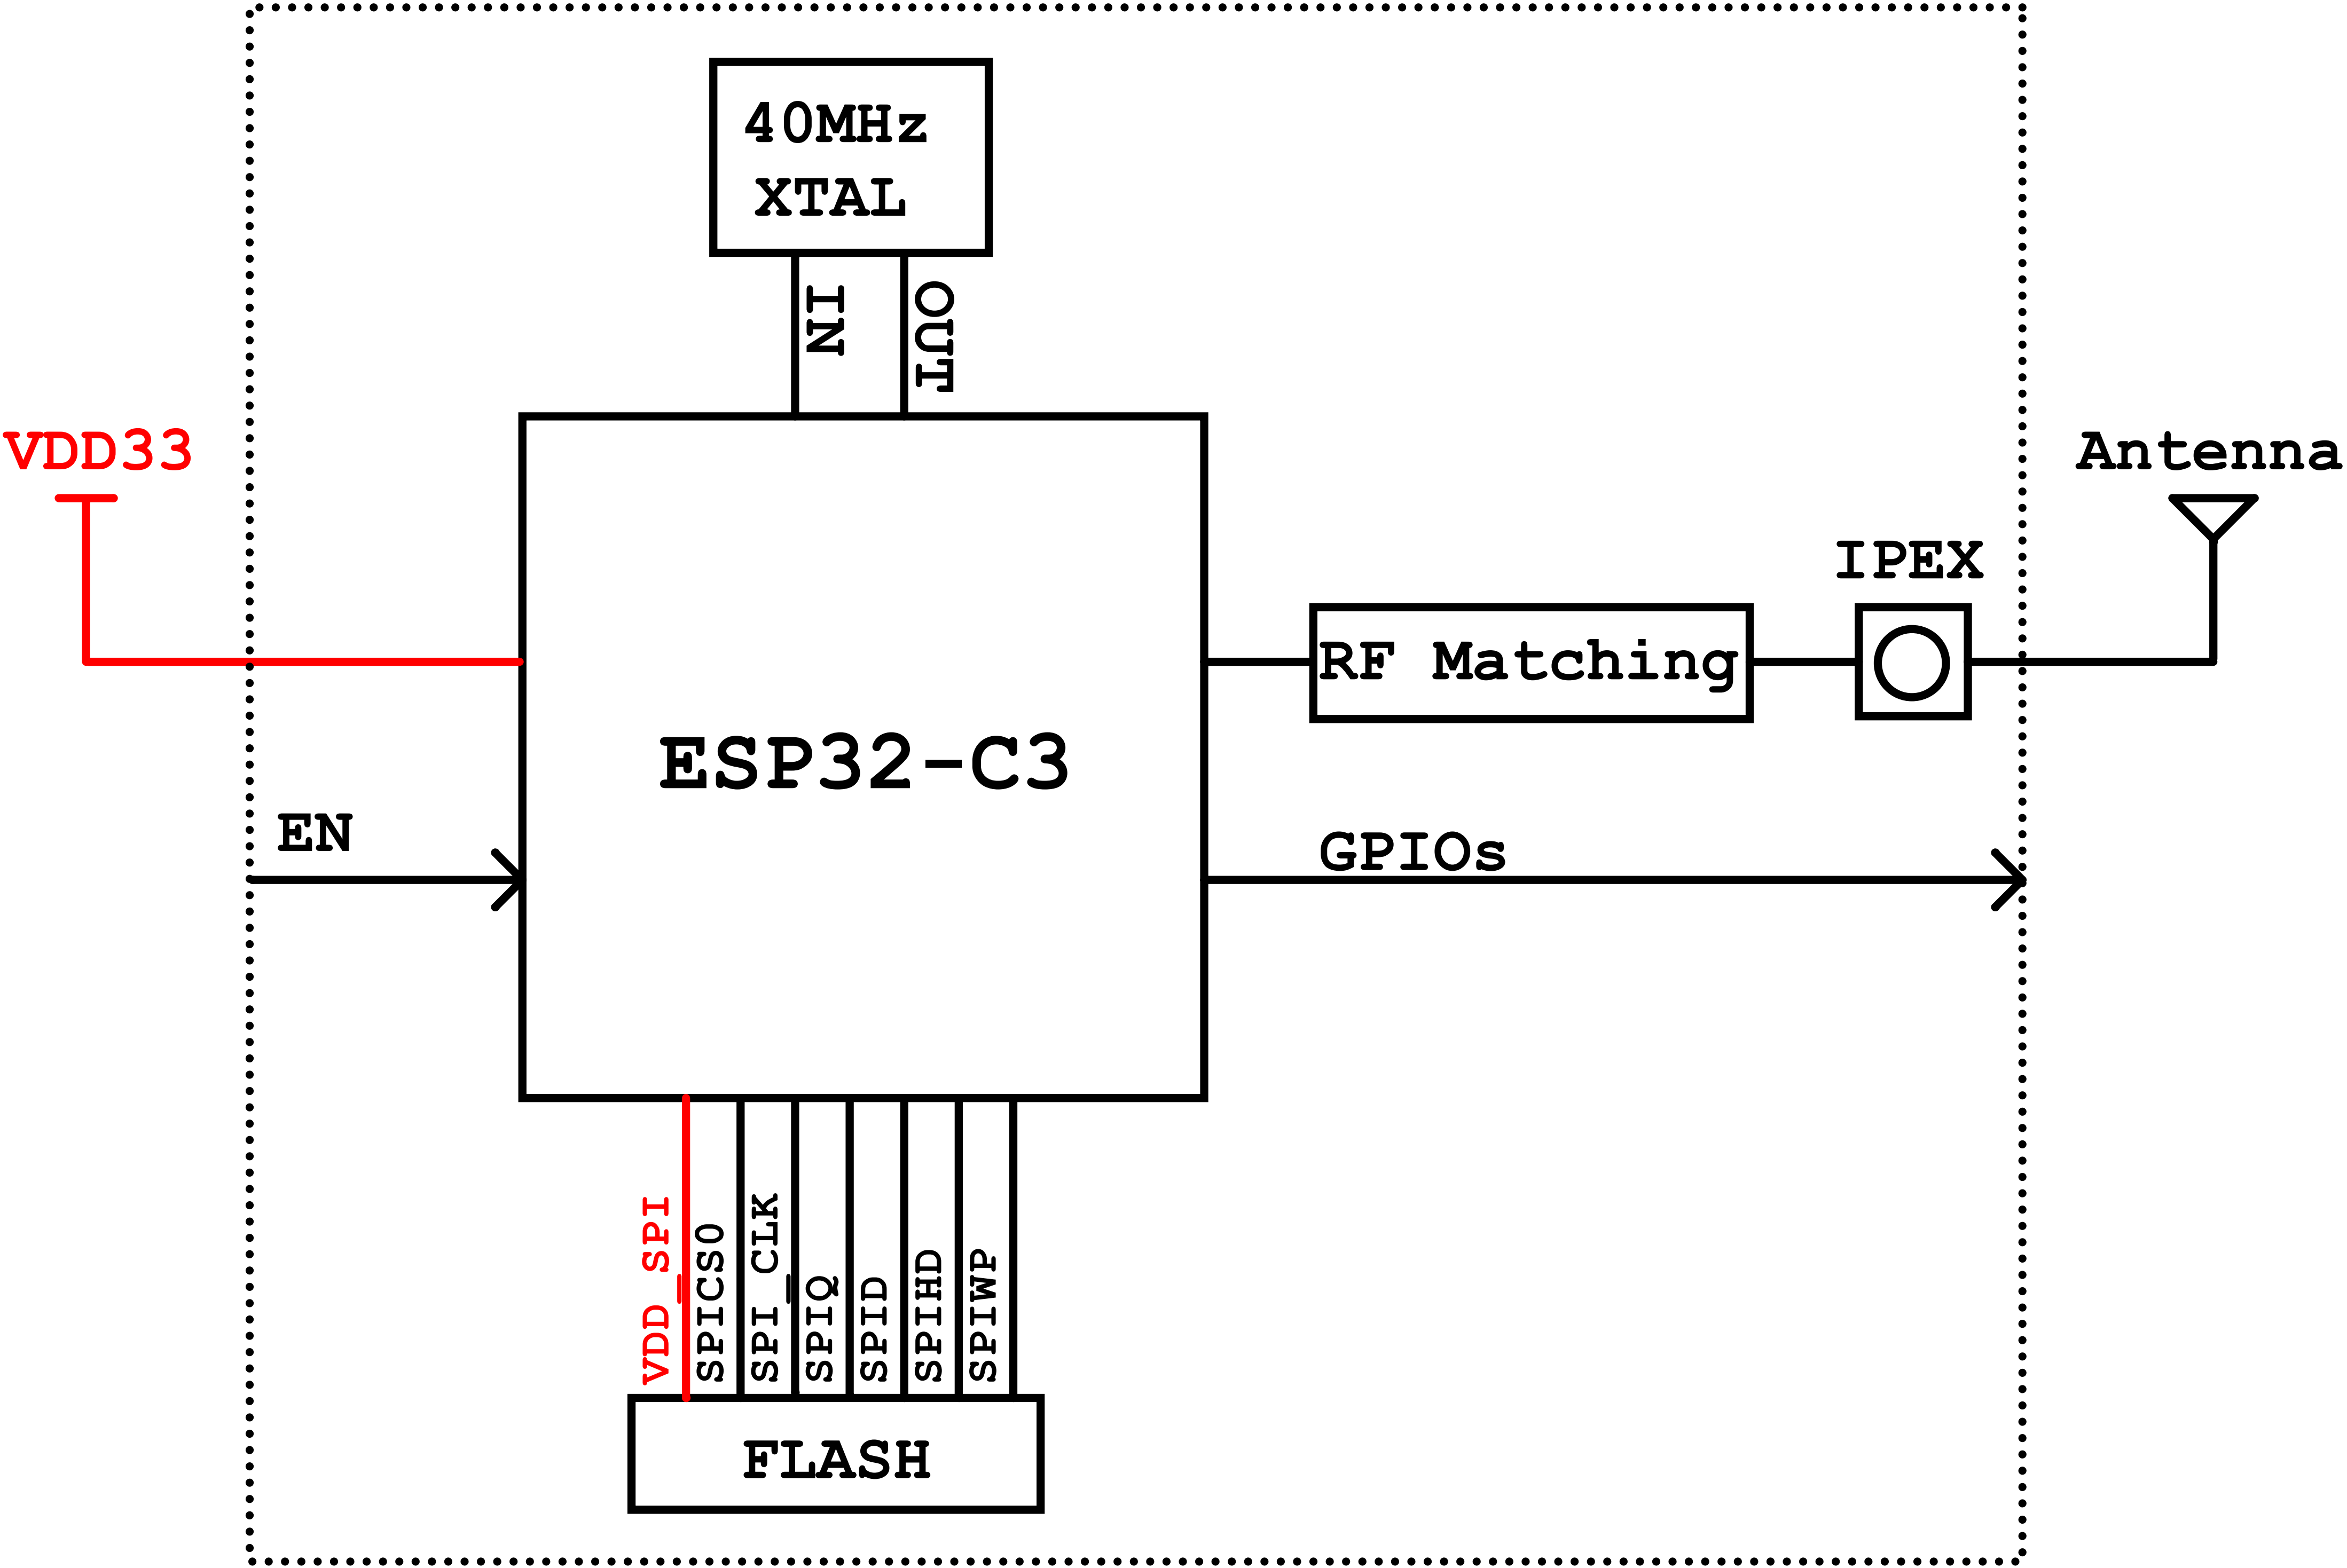 40MHz
XTAL
IN
OUT
VDD33
Antenna
IPEX
RF Matching
ESP32-C3
EN
GPIOs
VDD_SPI
SPICS0
SPI_CLK
SPIQ
SPID
SPIHD
SPIWP
FLASH